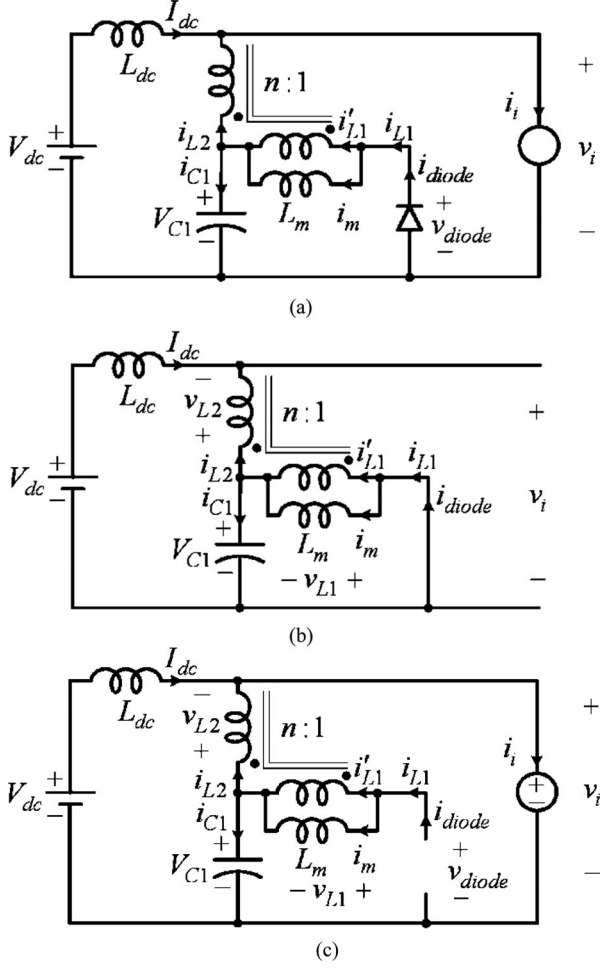 I_dc
L_dc
n : 1
+
i'_L1
i_L1
i_i
i_L2
V_dc
+
−
i_C1
+
i_diode
v_i
V_C1
−
L_m
i_m
+
v_diode
−
−
(a)
I_dc
L_dc
−
v_L2
+
n : 1
+
i'_L1
i_L1
i_L2
V_dc
+
−
i_C1
+
i_diode
v_i
V_C1
−
L_m
i_m
− v_L1 +
−
(b)
I_dc
L_dc
−
v_L2
+
n : 1
+
i'_L1
i_L1
i_i
i_L2
V_dc
+
−
i_C1
+
i_diode
+
−
v_i
V_C1
−
L_m
i_m
+
v_diode
−
− v_L1 +
−
(c)